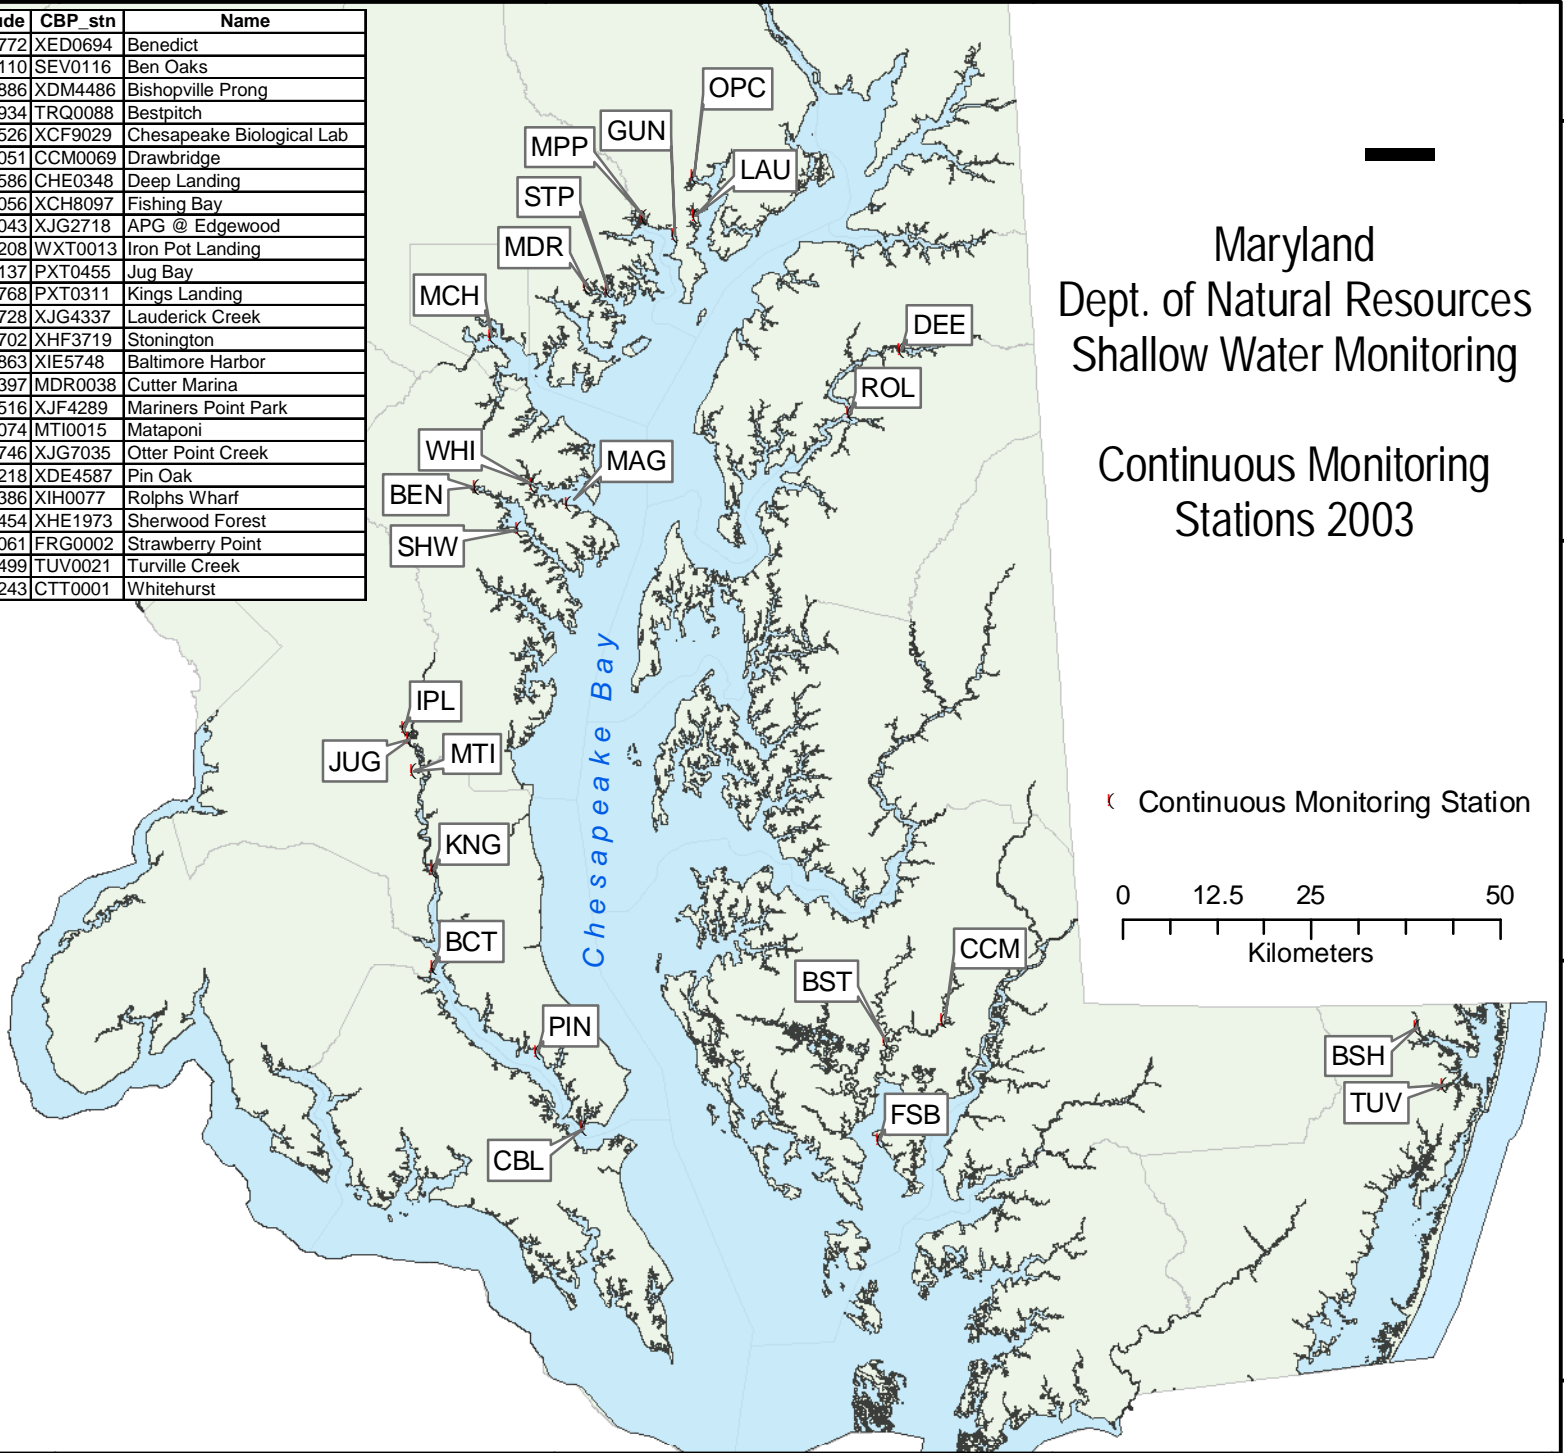 ude CBP_stn Name
772 XED0694 Benedict
110 SEV0116 Ben Oaks
886 XDM4486 Bishopville Prong
934 TRQ0088 Bestpitch
526 XCF9029 Chesapeake Biological Lab
051 CCM0069 Drawbridge
586 CHE0348 Deep Landing
056 XCH8097 Fishing Bay
043 XJG2718 APG @ Edgewood
208 WXT0013 Iron Pot Landing
137 PXT0455 Jug Bay
768 PXT0311 Kings Landing
728 XJG4337 Lauderick Creek
702 XHF3719 Stonington
863 XIE5748 Baltimore Harbor
397 MDR0038 Cutter Marina
516 XJF4289 Mariners Point Park
074 MTI0015 Mataponi
746 XJG7035 Otter Point Creek
218 XDE4587 Pin Oak
386 XIH0077 Rolphs Wharf
454 XHE1973 Sherwood Forest
061 FRG0002 Strawberry Point
499 TUV0021 Turville Creek
243 CTT0001 Whitehurst
OPC
GUN
MPP
LAU
STP
MDR
MCH
DEE
ROL
WHI
MAG
BEN
SHW
IPL
JUG
MTI
KNG
BCT
PIN
CBL
CCM
BST
FSB
BSH
TUV
Chesapeake Bay
Maryland
Dept. of Natural Resources
Shallow Water Monitoring
Continuous Monitoring
Stations 2003
Continuous Monitoring Station
0 12.5 25 50
Kilometers